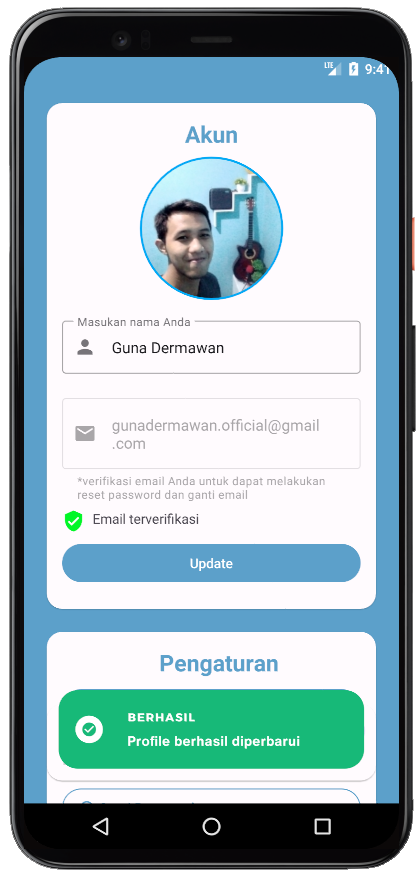 LTE 9:41
Akun
Masukan nama Anda
Guna Dermawan
gunadermawan.official@gmail
.com
*verifikasi email Anda untuk dapat melakukan
reset password dan ganti email
Email terverifikasi
Update
Pengaturan
BERHASIL
Profile berhasil diperbarui